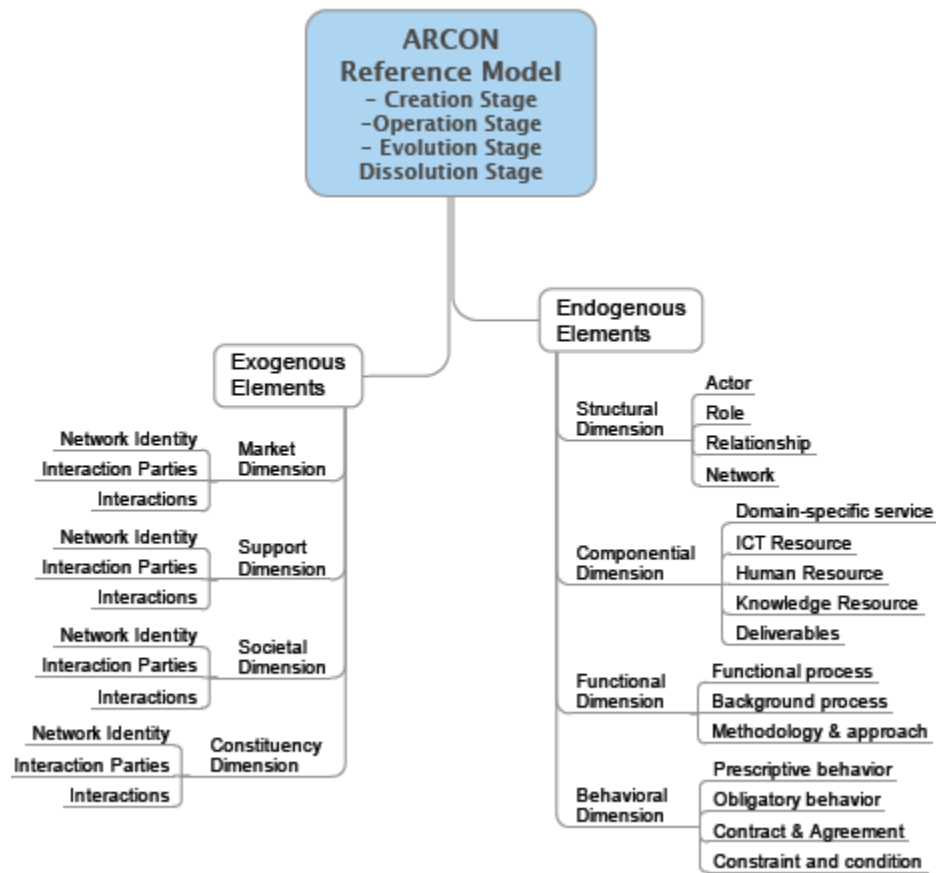 ARCON
Reference Model
- Creation Stage
-Operation Stage
- Evolution Stage
Dissolution Stage
Exogenous
Elements
Market
Dimension
Network Identity
Interaction Parties
Interactions
Support
Dimension
Network Identity
Interaction Parties
Interactions
Societal
Dimension
Network Identity
Interaction Parties
Interactions
Constituency
Dimension
Network Identity
Interaction Parties
Interactions
Endogenous
Elements
Structural
Dimension
Actor
Role
Relationship
Network
Componential
Dimension
Domain-specific service
ICT Resource
Human Resource
Knowledge Resource
Deliverables
Functional
Dimension
Functional process
Background process
Methodology & approach
Behavioral
Dimension
Prescriptive behavior
Obligatory behavior
Contract & Agreement
Constraint and condition